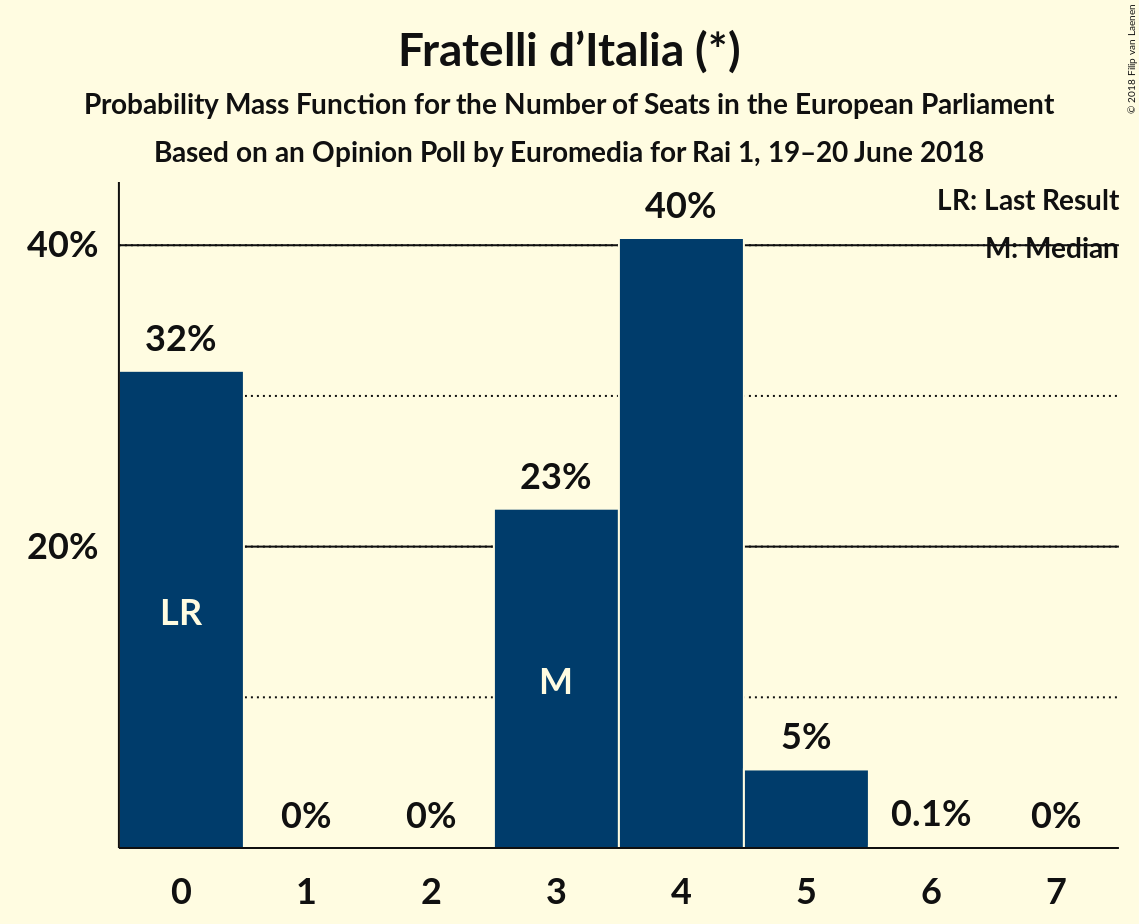 Fratelli d’Italia (*)
Probability Mass Function for the Number of Seats in the European Parliament
Based on an Opinion Poll by Euromedia for Rai 1, 19–20 June 2018
© 2018 Filip van Laenen
LR: Last Result
M: Median
40%
20%
32%
0%
0%
23%
40%
5%
0.1%
0%
LR
M
0 1 2 3 4 5 6 7